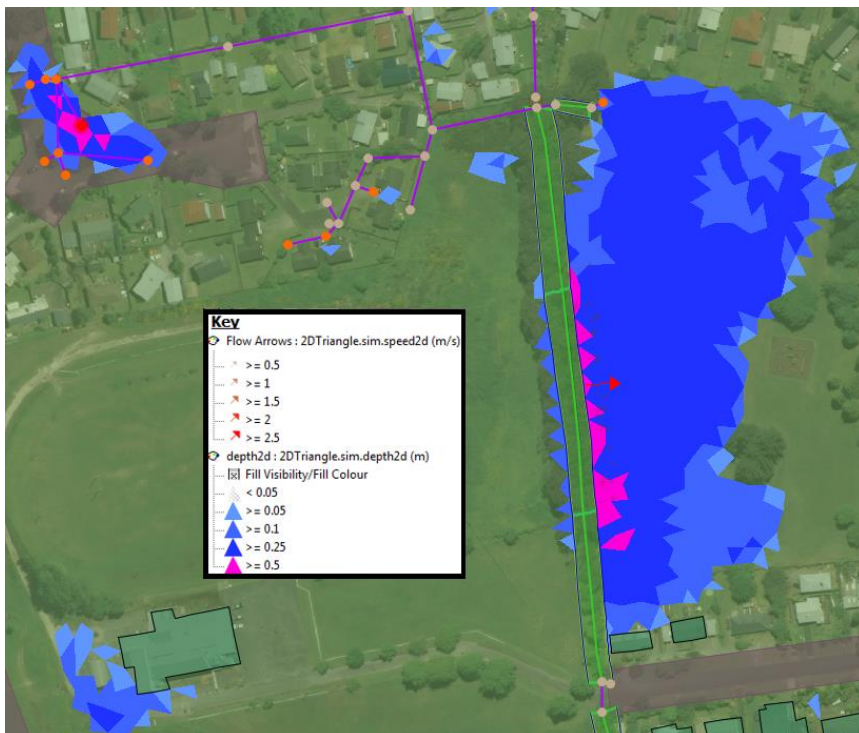 Key
Flow Arrows : 2DTriangle.sim.speed2d (m/s)
>= 0.5
>= 1
>= 1.5
>= 2
>= 2.5
depth2d : 2DTriangle.sim.depth2d (m)
Fill Visibility/Fill Colour
< 0.05
>= 0.05
>= 0.1
>= 0.25
>= 0.5